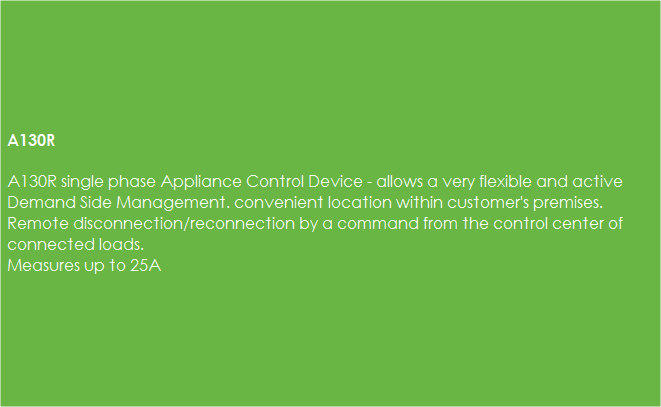 A130R
A130R single phase Appliance Control Device - allows a very flexible and active
Demand Side Management. convenient location within customer's premises.
Remote disconnection/reconnection by a command from the control center of
connected loads.
Measures up to 25A